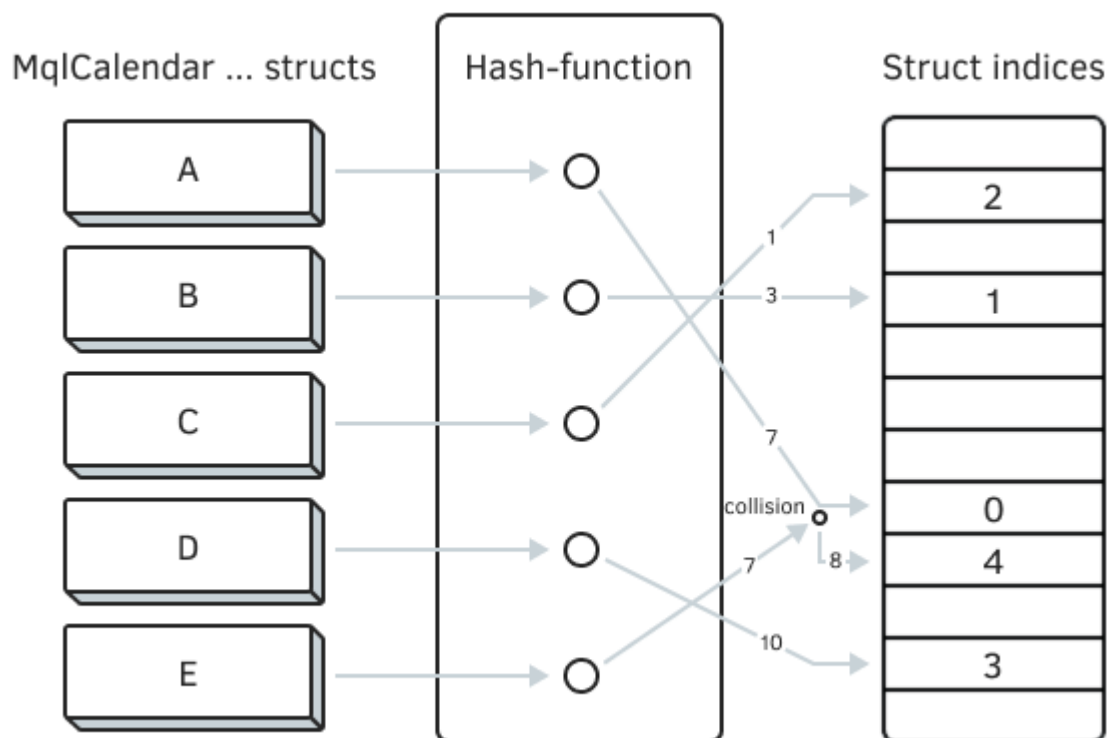 MqlCalendar ... structs
Hash-function
Struct indices
A
2
1
B
3
1
C
7
collision
0
D
7
8
4
10
3
E